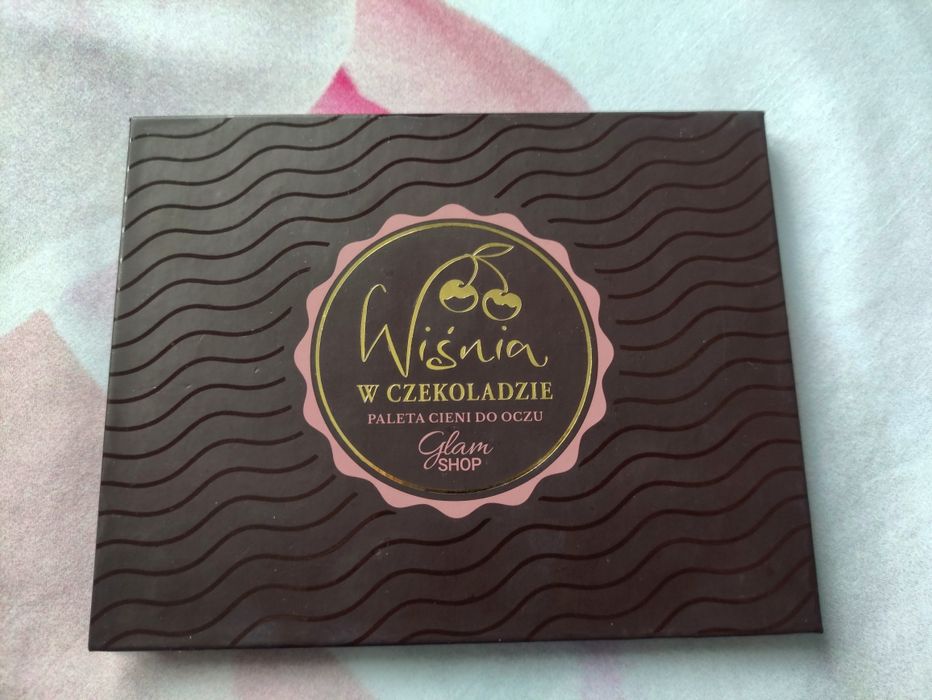 Wiśnia
W CZEKOLADZIE
PALETA CIENI DO OCZU
Glam
SHOP